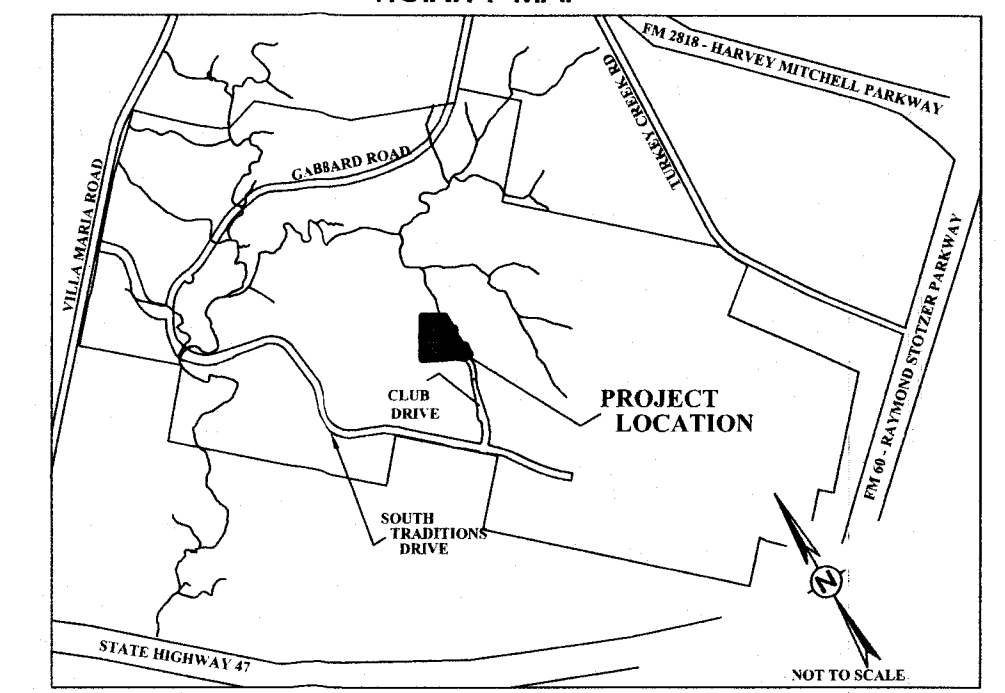 FM 2818 - HARVEY MITCHELL PARKWAY
TURKEY CREEK RD
GABBARD ROAD
VILLA MARIA ROAD
FM 60 - RAYMOND STOTZER PARKWAY
CLUB
DRIVE
PROJECT
LOCATION
SOUTH
TRADITIONS
DRIVE
N
STATE HIGHWAY 47
NOT TO SCALE